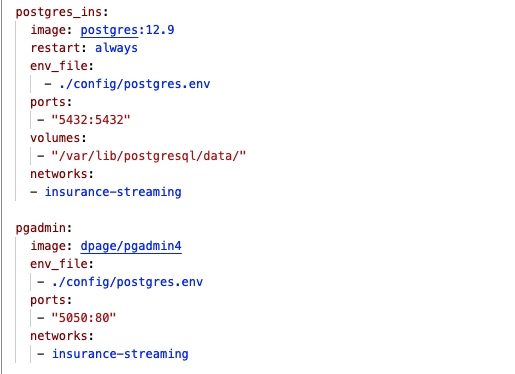 postgres_ins:
image: postgres:12.9
restart: always
env_file:
- ./config/postgres.env
ports:
- "5432:5432"
volumes:
- "/var/lib/postgresql/data/"
networks:
- insurance-streaming
pgadmin:
image: dpage/pgadmin4
env_file:
- ./config/postgres.env
ports:
- "5050:80"
networks:
- insurance-streaming